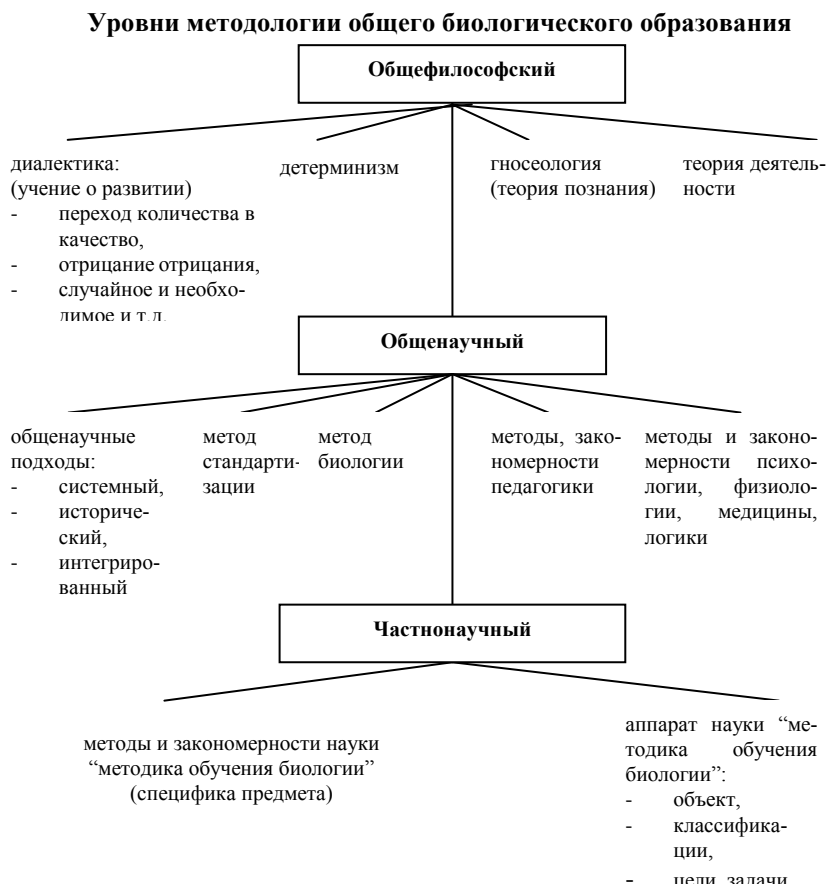 Уровни методологии общего биологического образования
Общефилософский
диалектика:
(учение о развитии)
- переход количества в
качество,
- отрицание отрицания,
- случайное и необхо-
димое и т.д.
детерминизм
гносеология
(теория познания)
теория деятель-
ности
Общенаучный
общенаучные
подходы:
- системный,
- историче-
ский,
- интегриро-
ванный
метод
стандарти-
зации
метод
биологии
методы, зако-
номерности
педагогики
методы и законо-
мерности психо-
логии, физиоло-
гии, медицины,
логики
Частнонаучный
методы и закономерности науки
“методика обучения биологии”
(специфика предмета)
аппарат науки “ме-
тодика обучения
биологии”:
- объект,
- классифика-
ции,
- цели, задачи